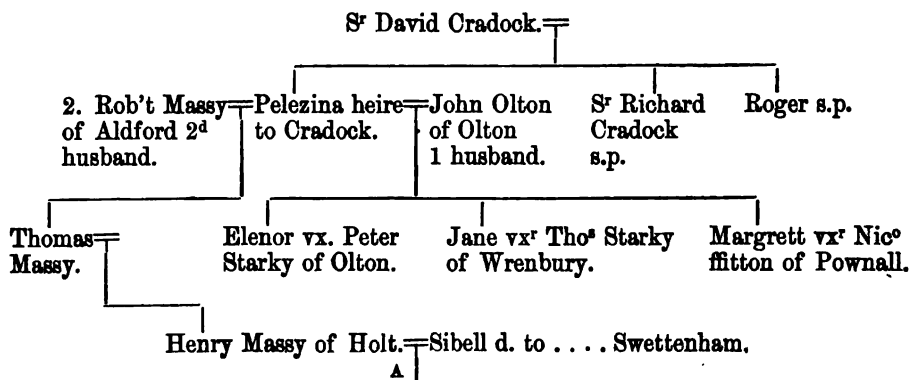 Sʳ David Cradock.
2. Rob't Massy
of Aldford 2ᵈ
husband.
Pelezina heire
to Cradock.
John Olton
of Olton
1 husband.
Sʳ Richard
Cradock
s.p.
Roger s.p.
Thomas
Massy.
Elenor vx. Peter
Starky of Olton.
Jane vxʳ Thoˢ Starky
of Wrenbury.
Margrett vxʳ Nicᵒ
ffitton of Pownall.
Henry Massy of Holt.
Sibell d. to . . . . Swettenham.
A